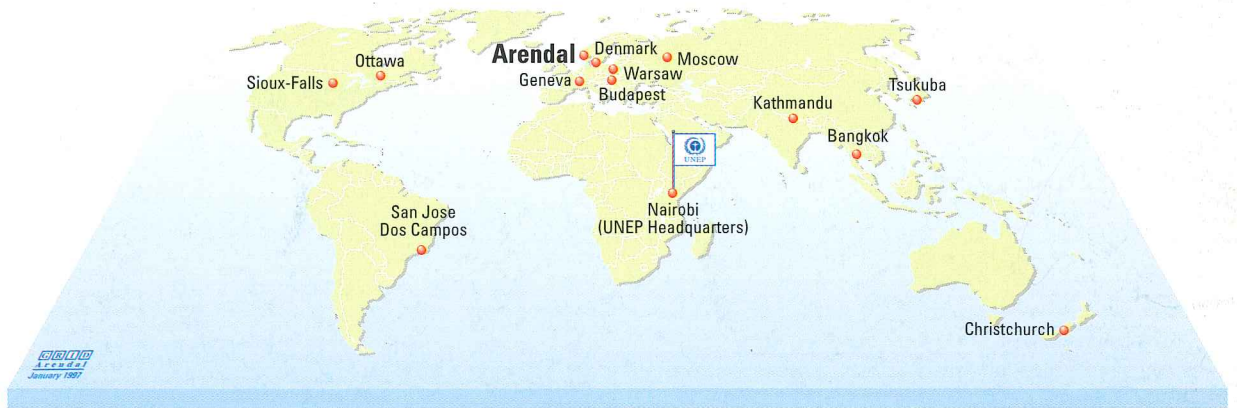 Arendal
Denmark
Moscow
Ottawa
Sioux-Falls
Geneva
Warsaw
Budapest
Tsukuba
Kathmandu
Bangkok
UNEP
Nairobi
(UNEP Headquarters)
San Jose
Dos Campos
Christchurch
GRID
Arendal
January 1997